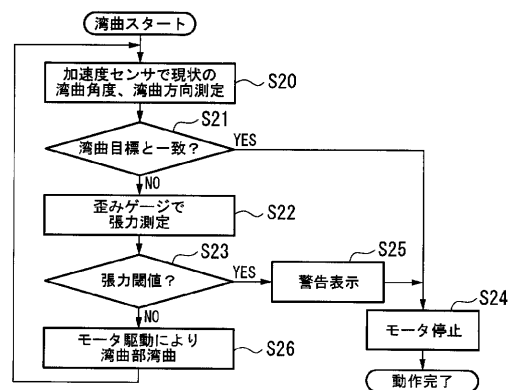 湾曲スタート
加速度センサで現状の
湾曲角度、湾曲方向測定
S20
S21
湾曲目標と一致?
YES
NO
歪みゲージで
張力測定
S22
S23
張力閾値?
YES
NO
S25
警告表示
S24
モータ停止
モータ駆動により
湾曲部湾曲
S26
動作完了